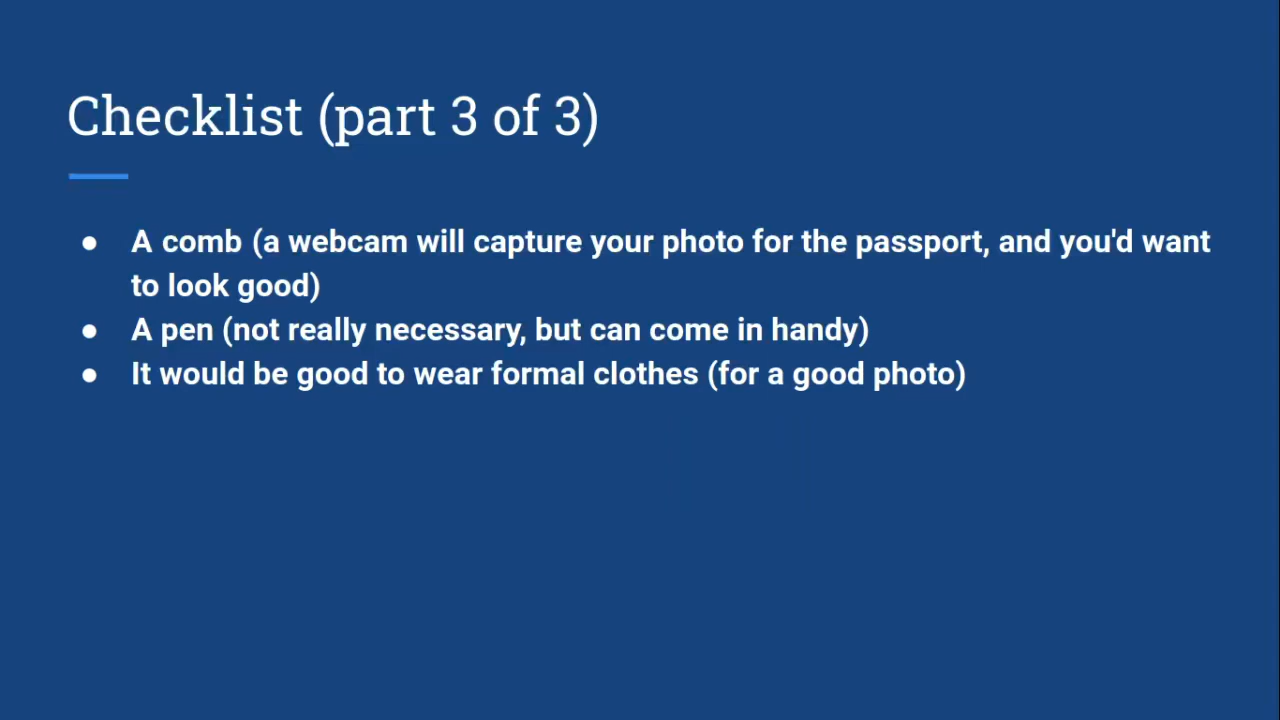 Checklist (part 3 of 3)
● A comb (a webcam will capture your photo for the passport, and you'd want
to look good)
● A pen (not really necessary, but can come in handy)
● It would be good to wear formal clothes (for a good photo)